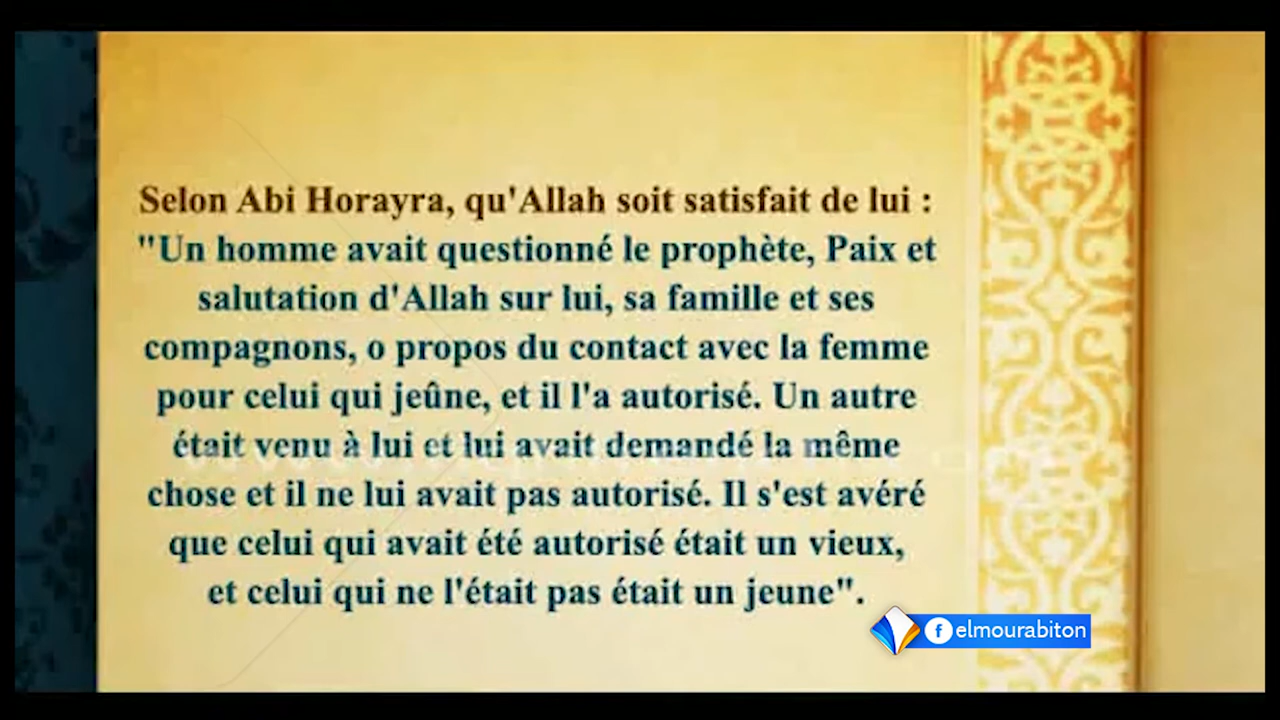 Selon Abi Horayra, qu'Allah soit satisfait de lui :
"Un homme avait questionné le prophète, Paix et
salutation d'Allah sur lui, sa famille et ses
compagnons, o propos du contact avec la femme
pour celui qui jeûne, et il l'a autorisé. Un autre
était venu à lui et lui avait demandé la même
chose et il ne lui avait pas autorisé. Il s'est avéré
que celui qui avait été autorisé était un vieux,
et celui qui ne l'était pas était un jeune".
f elmourabiton